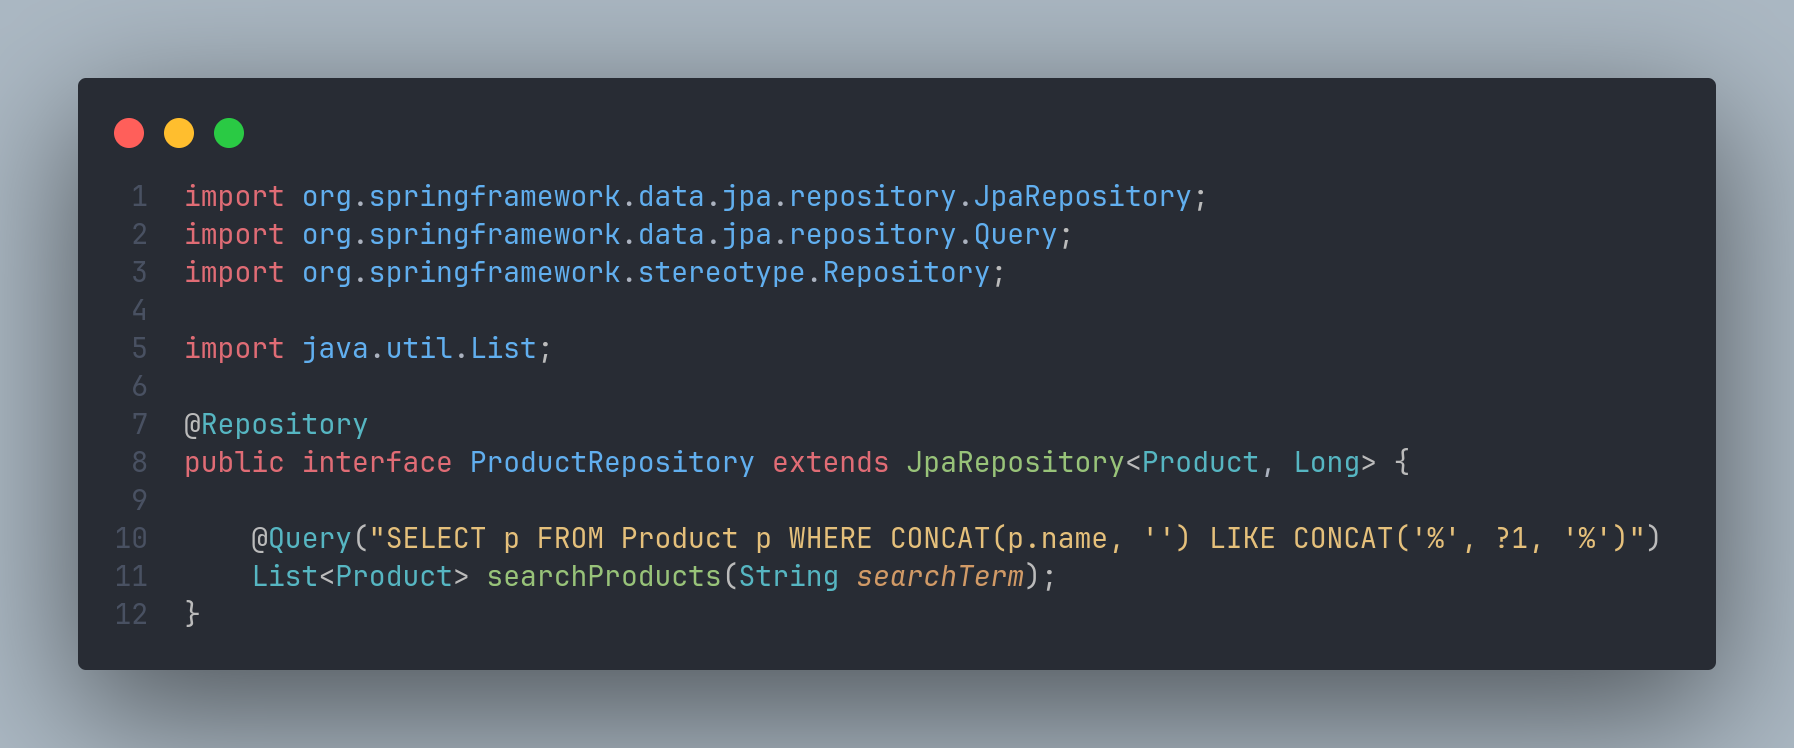 1 import org.springframework.data.jpa.repository.JpaRepository;
2 import org.springframework.data.jpa.repository.Query;
3 import org.springframework.stereotype.Repository;
4
5 import java.util.List;
6
7 @Repository
8 public interface ProductRepository extends JpaRepository<Product, Long> {
9
10     @Query("SELECT p FROM Product p WHERE CONCAT(p.name, '') LIKE CONCAT('%', ?1, '%')")
11     List<Product> searchProducts(String searchTerm);
12 }